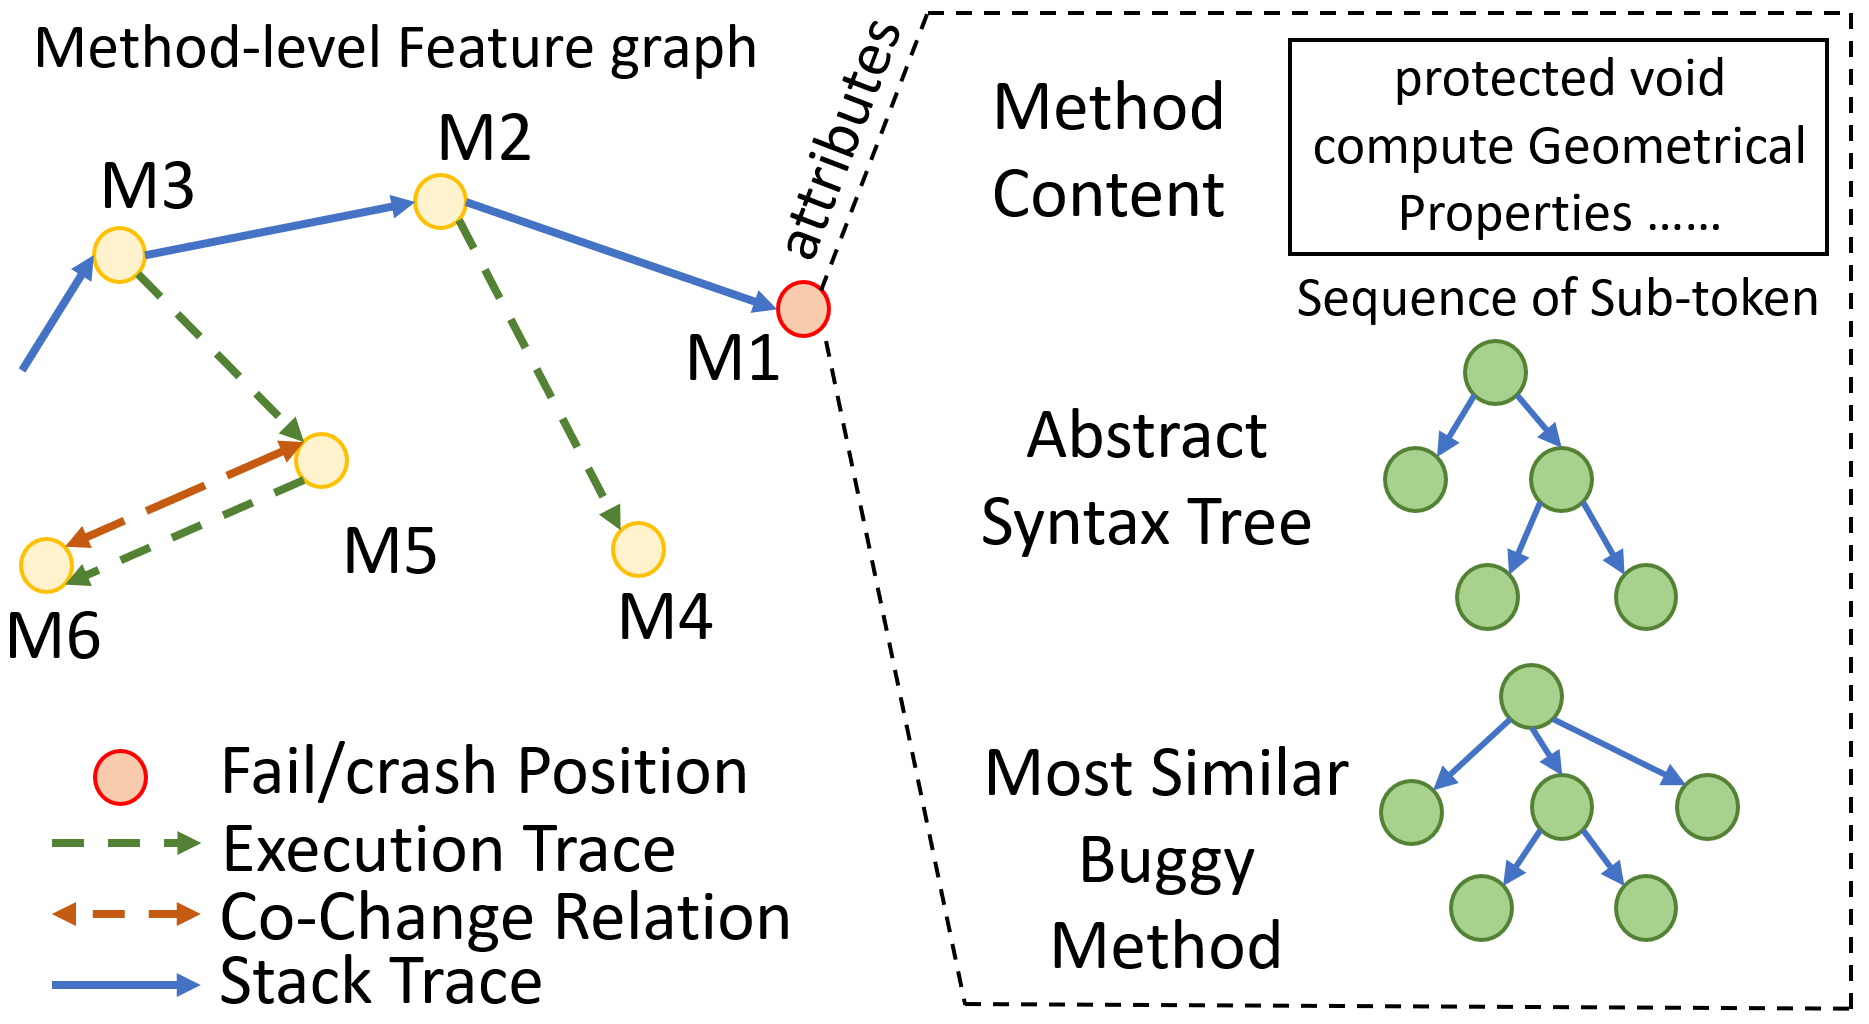 Method-level Feature graph
M3
M2
M1
M5
M4
M6
attributes
Fail/crash Position
Execution Trace
Co-Change Relation
Stack Trace
Method
Content
protected void
compute Geometrical
Properties ......
Sequence of Sub-token
Abstract
Syntax Tree
Most Similar
Buggy
Method